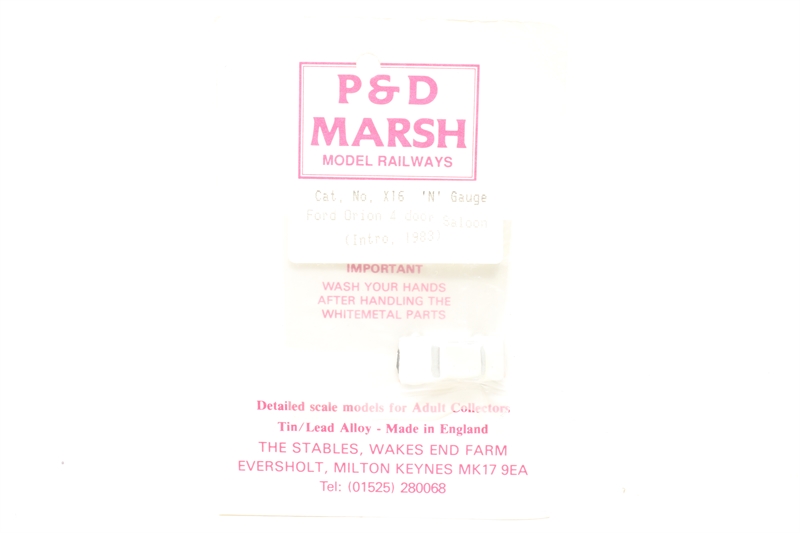 P&D
MARSH
MODEL RAILWAYS
Cat. No. X16 'N' Gauge
Ford Orion 4 door Saloon
(Intro. 1983)
IMPORTANT
WASH YOUR HANDS
AFTER HANDLING THE
WHITEMETAL PARTS
Detailed scale models for Adult Collectors.
Tin/Lead Alloy - Made in England
THE STABLES, WAKES END FARM
EVERSHOLT, MILTON KEYNES MK17 9EA
Tel: (01525) 280068